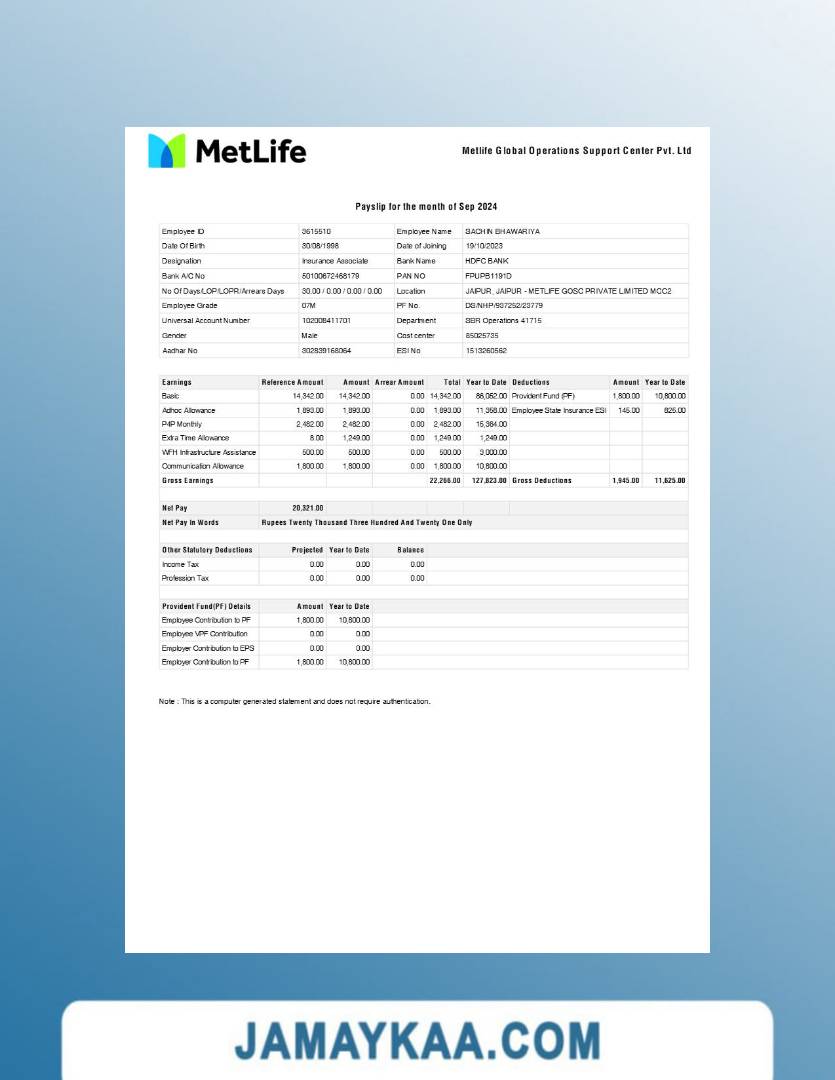 MetLife
Metlife Global Operations Support Center Pvt. Ltd
Payslip for the month of Sep 2024
Employee ID 3615510 Employee Name SACHIN BHAWARIYA
Date Of Birth 30/08/1998 Date of Joining 19/10/2023
Designation Insurance Associate Bank Name HDFC BANK
Bank A/C No 50100672468179 PAN NO FPUPB1191D
No Of Days/LOP/LOPR/Arrears Days 30.00 / 0.00 / 0.00 / 0.00 Location JAIPUR, JAIPUR - METLIFE GOSC PRIVATE LIMITED MCC2
Employee Grade 07M PF No. DS/NHP/937252/23779
Universal Account Number 102008411701 Department SBR Operations 41715
Gender Male Cost center 85025735
Aadhar No 302839168064 ESI No 1513260562
Earnings Reference Amount Amount Arrear Amount Total Year to Date Deductions Amount Year to Date
Basic 14,342.00 14,342.00 0.00 14,342.00 86,052.00 Provident Fund (PF) 1,800.00 10,800.00
Adhoc Allowance 1,893.00 1,893.00 0.00 1,893.00 11,358.00 Employee State Insurance ESI 145.00 825.00
P4P Monthly 2,482.00 2,482.00 0.00 2,482.00 15,364.00
Extra Time Allowance 8.00 1,249.00 0.00 1,249.00 1,249.00
WFH Infrastructure Assistance 500.00 500.00 0.00 500.00 3,000.00
Communication Allowance 1,800.00 1,800.00 0.00 1,800.00 10,800.00
Gross Earnings 22,266.00 127,823.00 Gross Deductions 1,945.00 11,625.00
Net Pay 20,321.00
Net Pay In Words Rupees Twenty Thousand Three Hundred And Twenty One Only
Other Statutory Deductions Projected Year to Date Balance
Income Tax 0.00 0.00 0.00
Profession Tax 0.00 0.00 0.00
Provident Fund(PF) Details Amount Year to Date
Employee Contribution to PF 1,800.00 10,800.00
Employee VPF Contribution 0.00 0.00
Employer Contribution to EPS 0.00 0.00
Employer Contribution to PF 1,800.00 10,800.00
Note : This is a computer generated statement and does not require authentication.
JAMAYKAA.COM